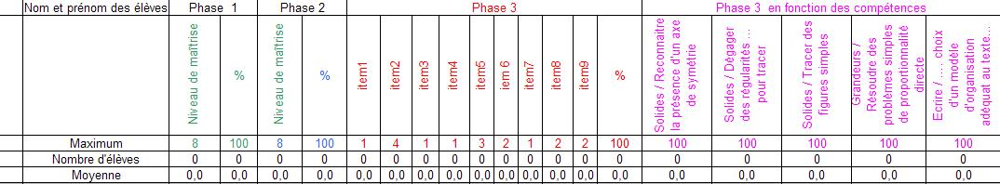 Nom et prénom des élèves Phase 1 Phase 2 Phase 3 Phase 3 en fonction des compétences
Niveau de maîtrise
%
Niveau de maîtrise
%
item1
item2
item3
item4
item5
iem 6
item7
item8
item9
%
Solides / Reconnaitre
la présence d'un axe
de symétrie
Solides / Dégager
des régularités ...
pour tracer
Solides / Tracer des
figures simples
Grandeurs /
Résoudre des
problèmes simples
de proportionnalité
directe
Ecrire / .... choix
d'un modèle
d'organisation
adéquat au texte...
Maximum 8 100 8 100 1 4 1 1 3 2 1 2 2 100 100 100 100 100 100
Nombre d'élèves 0 0 0 0 0 0 0 0 0 0 0 0 0 0 0 0 0 0 0
Moyenne 0,0 0,0 0,0 0,0 0,0 0,0 0,0 0,0 0,0 0,0 0,0 0,0 0,0 0,0 0,0 0,0 0,0 0,0 0,0